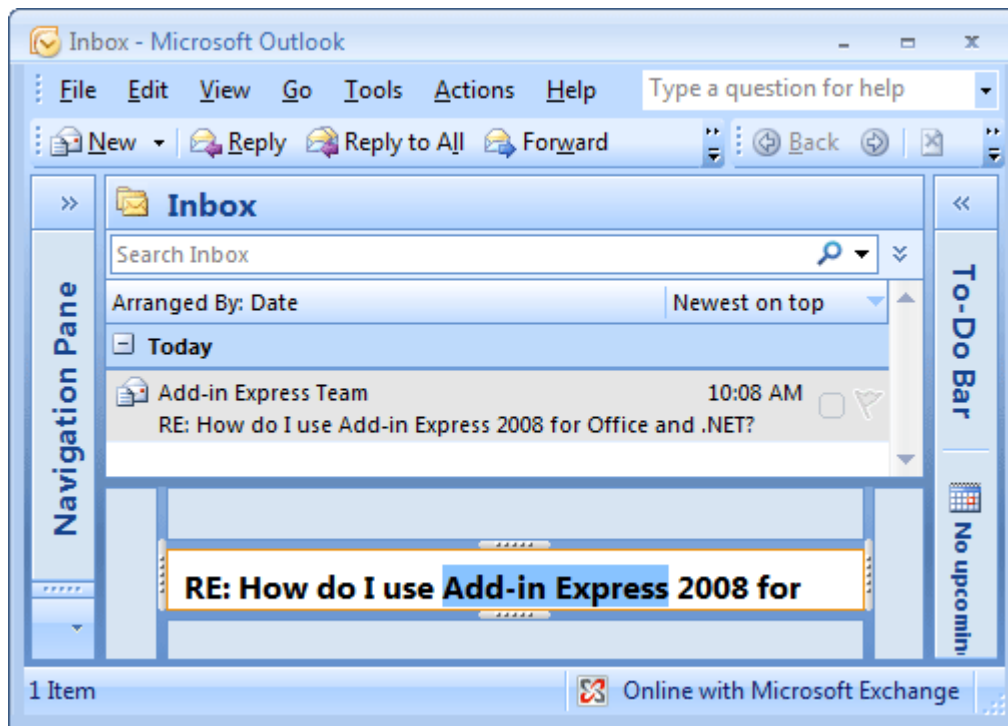 Inbox - Microsoft Outlook
File Edit View Go Tools Actions Help Type a question for help
New Reply Reply to All Forward Back
Inbox
Search Inbox
Arranged By: Date Newest on top
Today
Add-in Express Team 10:08 AM
RE: How do I use Add-in Express 2008 for Office and .NET?
Navigation Pane
RE: How do I use Add-in Express 2008 for
To-Do Bar
No upcomin
1 Item Online with Microsoft Exchange